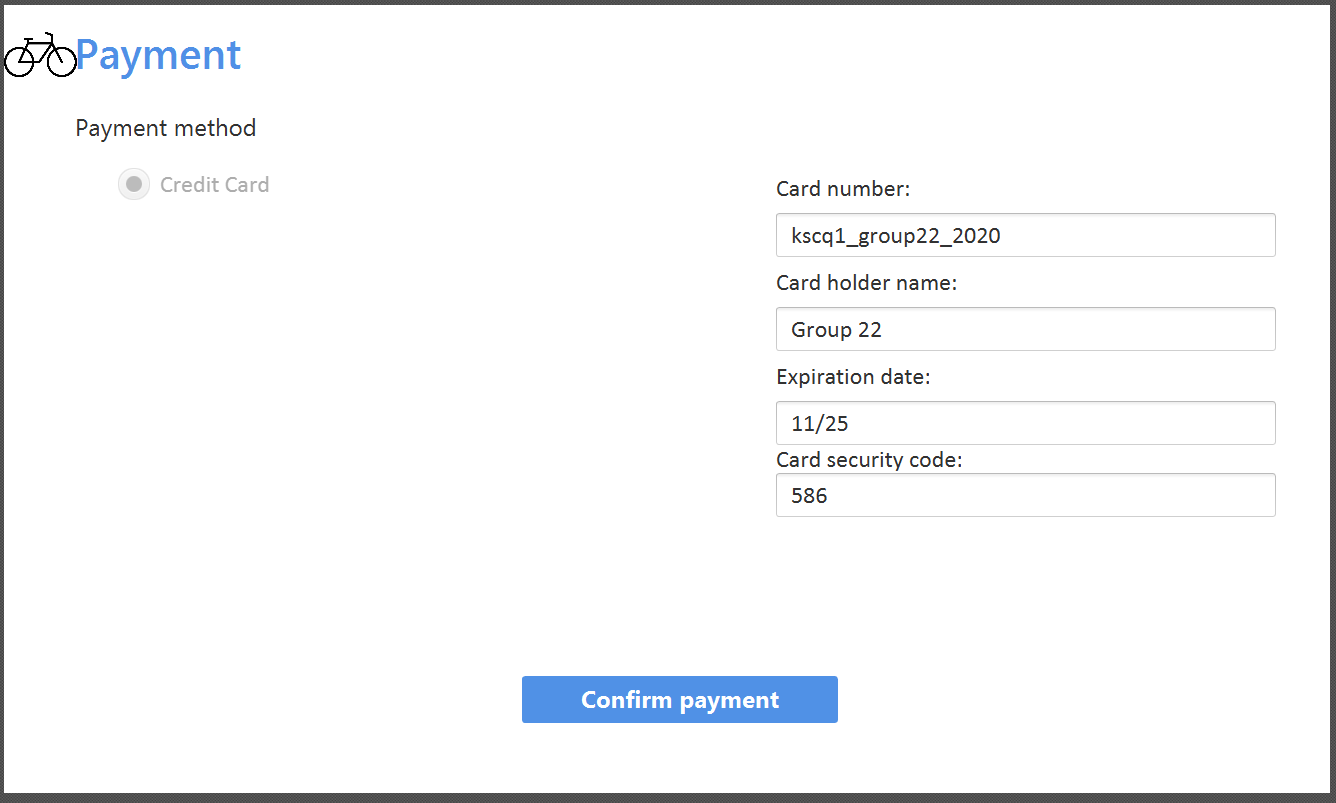 Payment
Payment method
Credit Card
Card number:
kscq1_group22_2020
Card holder name:
Group 22
Expiration date:
11/25
Card security code:
586
Confirm payment